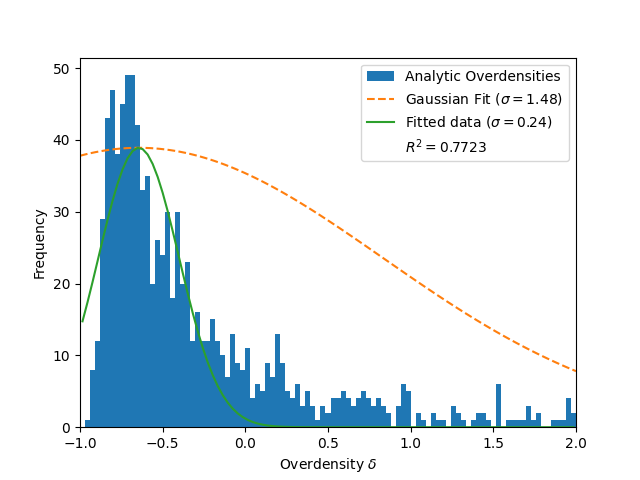 Analytic Overdensities
Gaussian Fit (σ = 1.48)
Fitted data (σ = 0.24)
R² = 0.7723
50
40
30
20
10
0
Frequency
−1.0 −0.5 0.0 0.5 1.0 1.5 2.0
Overdensity δ